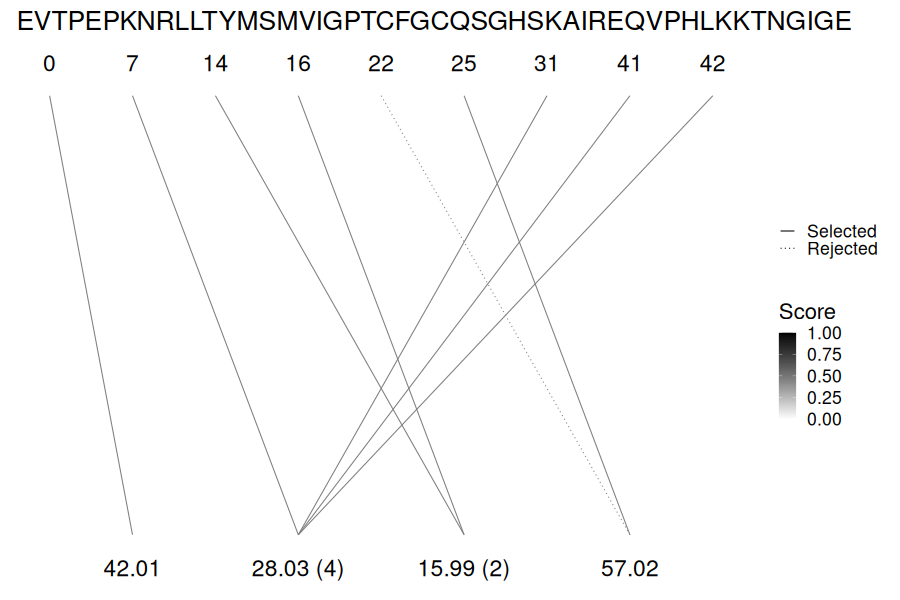 EVTPEPKNRLLTYMSMVIGPTCFGCQSGHSKAIREQVPHLKKTNGIGE
0 7 14 16 22 25 31 41 42
Selected
Rejected
Score
1.00
0.75
0.50
0.25
0.00
42.01 28.03 (4) 15.99 (2) 57.02